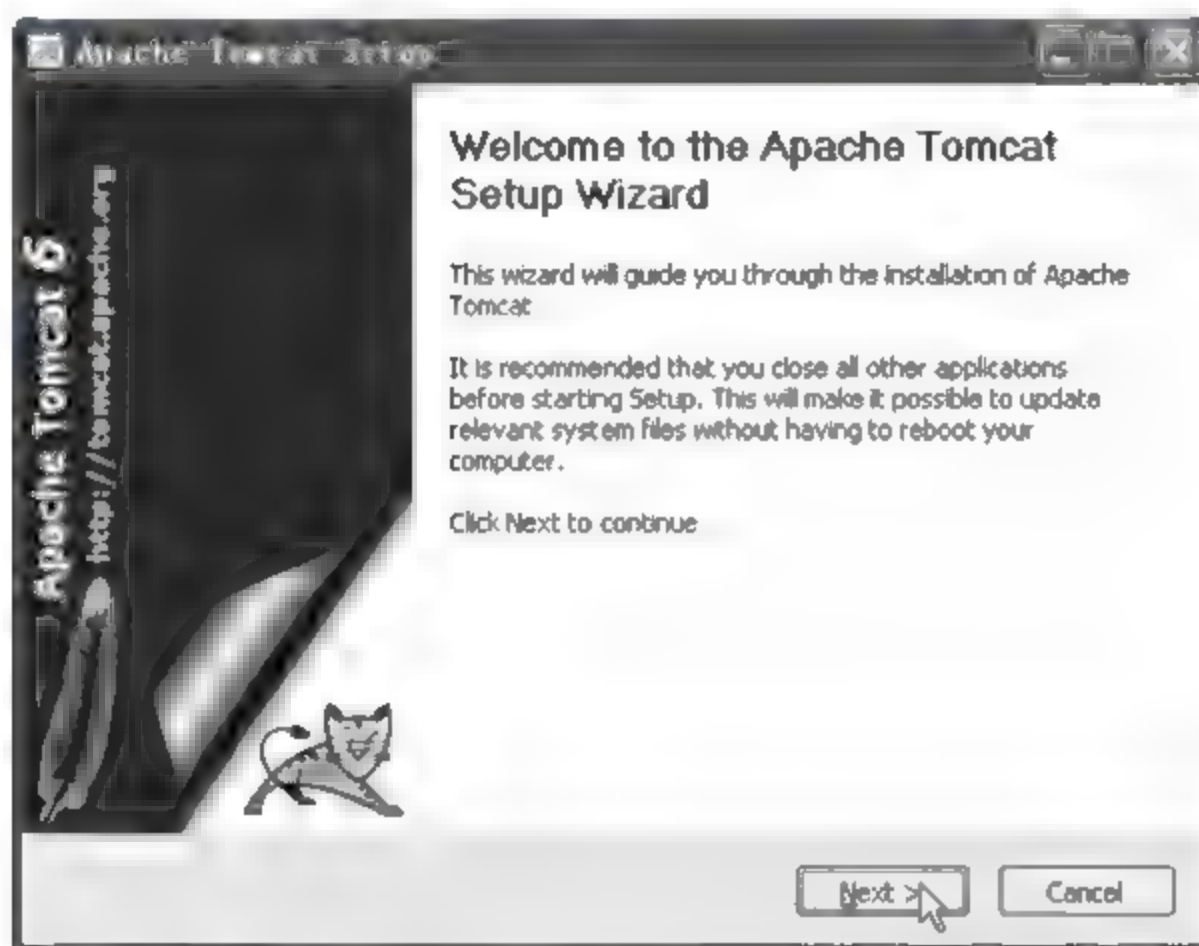 Apache Tomcat Setup
Apache Tomcat 6
http://tomcat.apache.org
Welcome to the Apache Tomcat
Setup Wizard
This wizard will guide you through the installation of Apache
Tomcat
It is recommended that you close all other applications
before starting Setup. This will make it possible to update
relevant system files without having to reboot your
computer.
Click Next to continue
Next >
Cancel